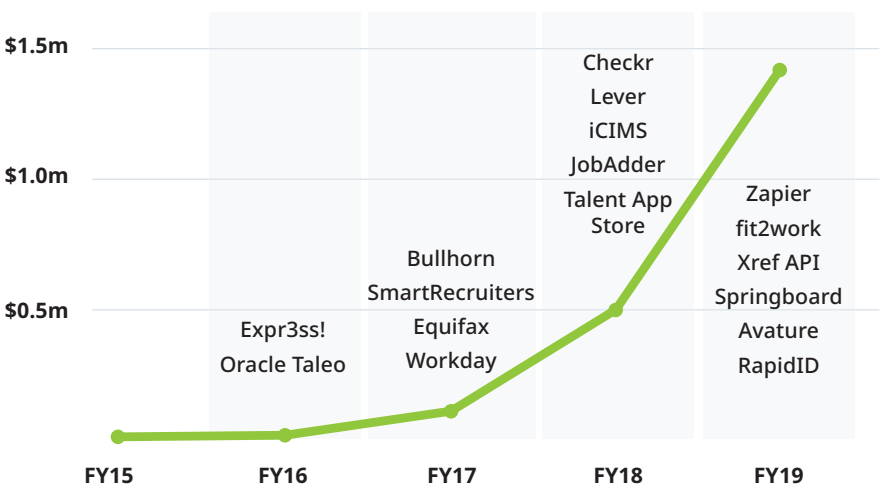 $1.5m
$1.0m
$0.5m
Expr3ss!
Oracle Taleo
Bullhorn
SmartRecruiters
Equifax
Workday
Checkr
Lever
iCIMS
JobAdder
Talent App
Store
Zapier
fit2work
Xref API
Springboard
Avature
RapidID
FY15
FY16
FY17
FY18
FY19